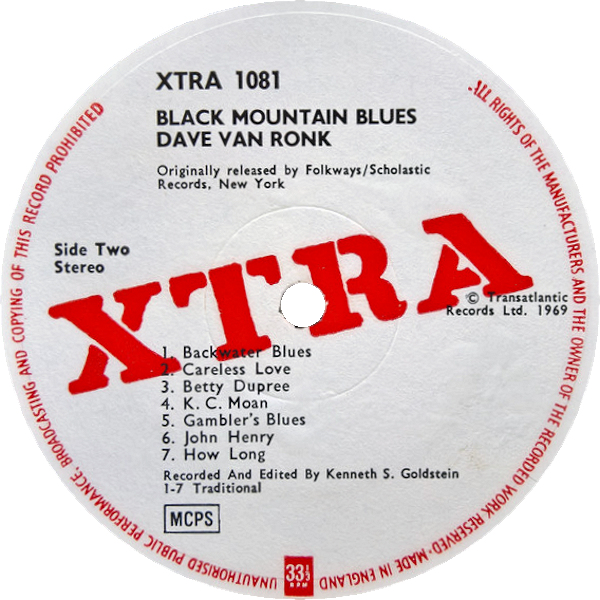 XTRA 1081
BLACK MOUNTAIN BLUES
DAVE VAN RONK
Originally released by Folkways/Scholastic
Records, New York
Side Two
Stereo
XTRA
© Transatlantic
Records Ltd. 1969
1. Backwater Blues
2. Careless Love
3. Betty Dupree
4. K. C. Moan
5. Gambler's Blues
6. John Henry
7. How Long
Recorded And Edited By Kenneth S. Goldstein
1-7 Traditional
MCPS
33⅓
RPM
ALL RIGHTS OF THE MANUFACTURERS AND THE OWNER OF THE RECORDED WORK RESERVED·MADE IN ENGLAND
UNAUTHORISED PUBLIC PERFORMANCE, BROADCASTING AND COPYING OF THIS RECORD PROHIBITED